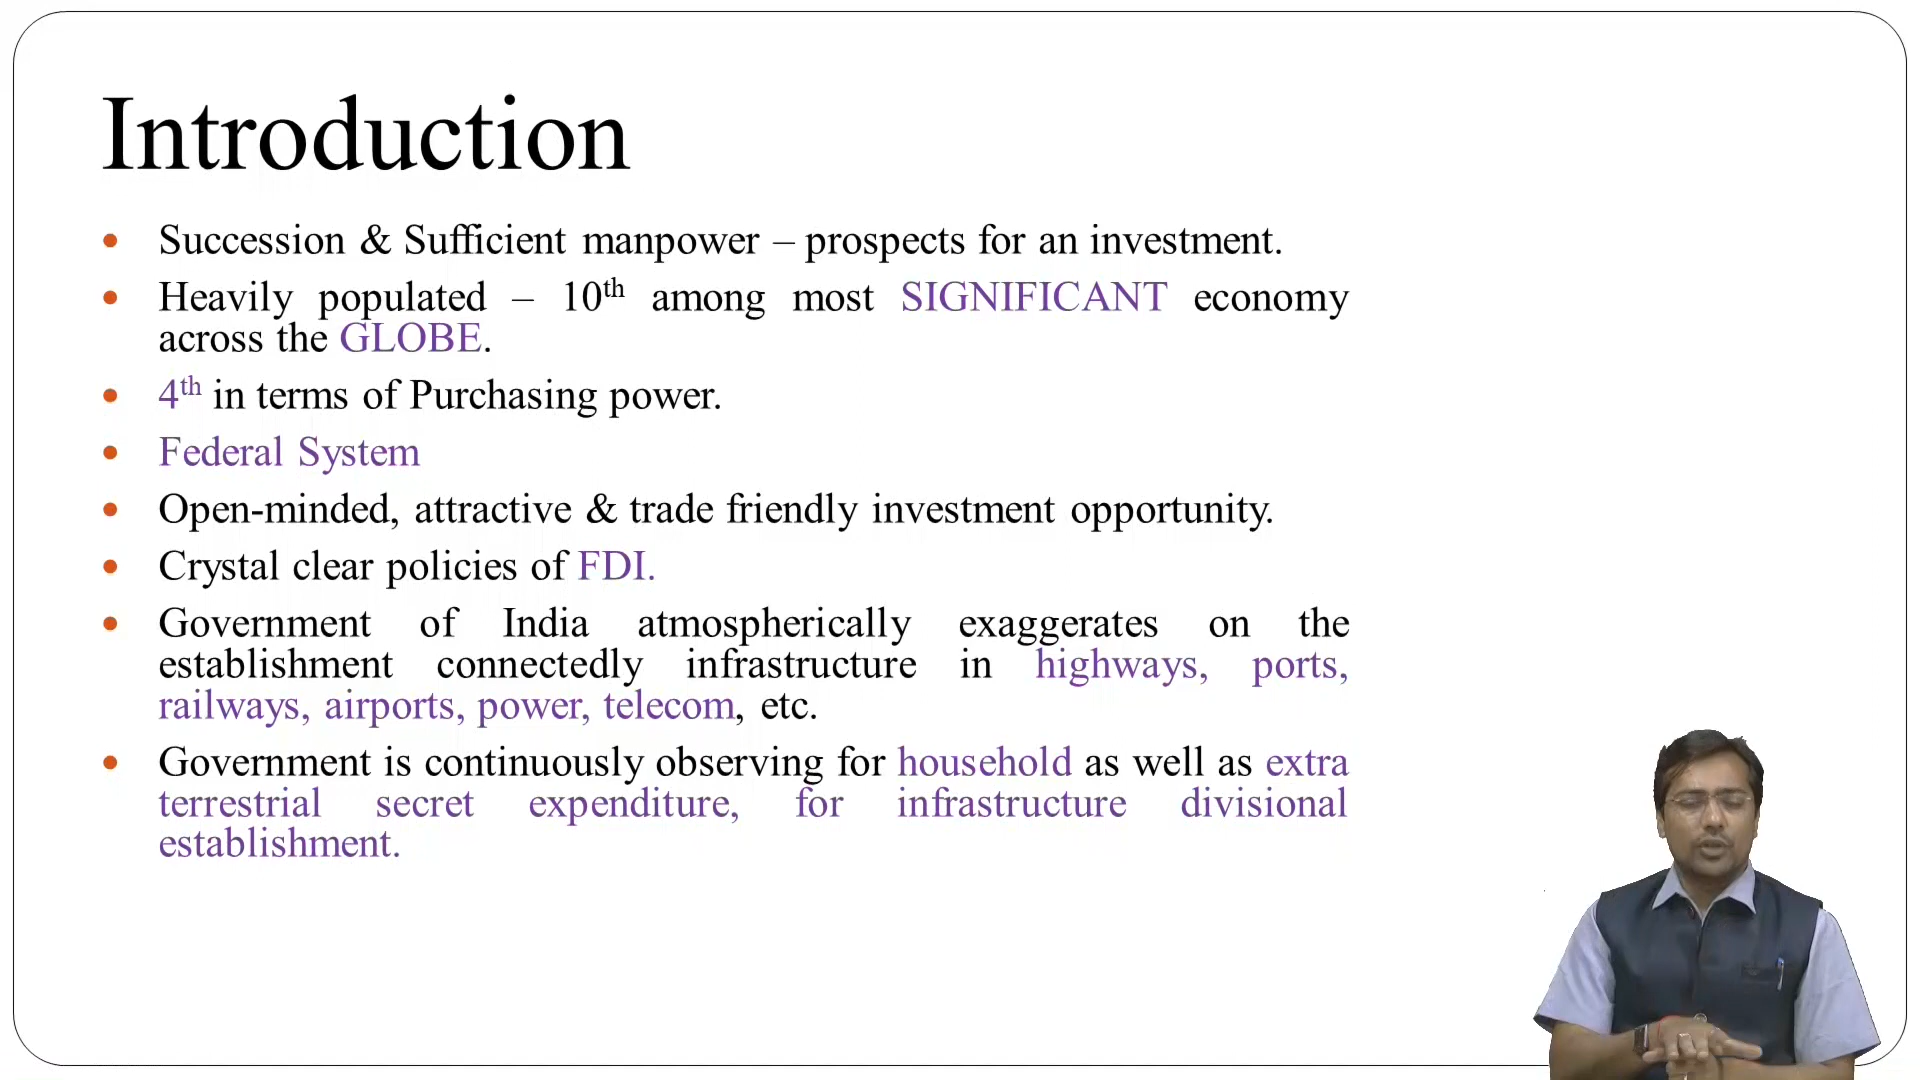 Introduction
• Succession & Sufficient manpower – prospects for an investment.
• Heavily populated – 10th among most SIGNIFICANT economy
across the GLOBE.
• 4th in terms of Purchasing power.
• Federal System
• Open-minded, attractive & trade friendly investment opportunity.
• Crystal clear policies of FDI.
• Government of India atmospherically exaggerates on the
establishment connectedly infrastructure in highways, ports,
railways, airports, power, telecom, etc.
• Government is continuously observing for household as well as extra
terrestrial secret expenditure, for infrastructure divisional
establishment.